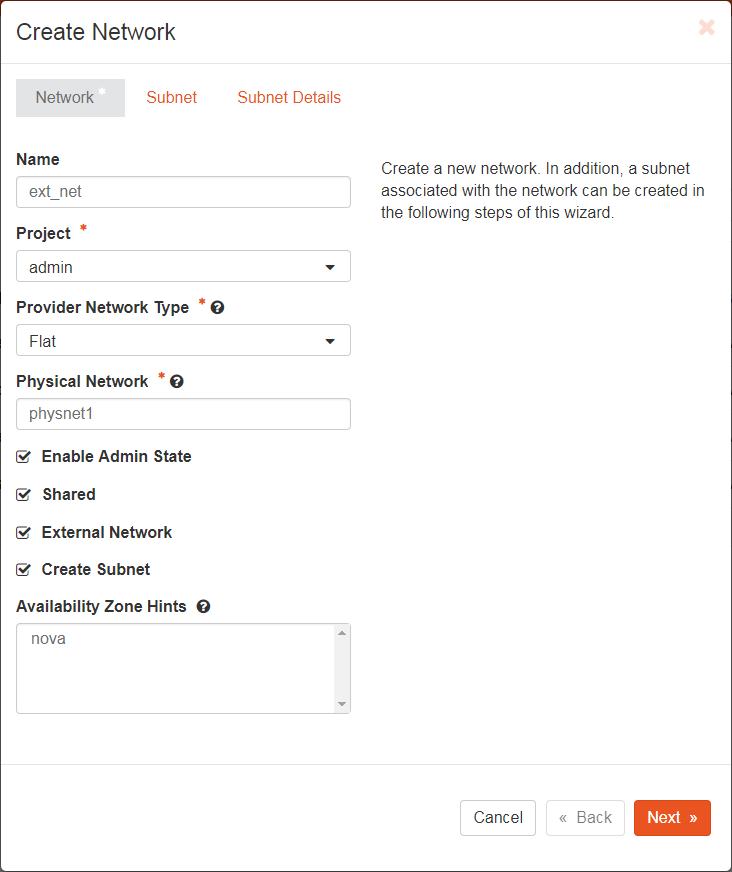 Create Network
Network *
Subnet
Subnet Details
Name
ext_net
Project *
admin
Provider Network Type *
Flat
Physical Network *
physnet1
Enable Admin State
Shared
External Network
Create Subnet
Availability Zone Hints
nova
Create a new network. In addition, a subnet
associated with the network can be created in
the following steps of this wizard.
Cancel
« Back
Next »